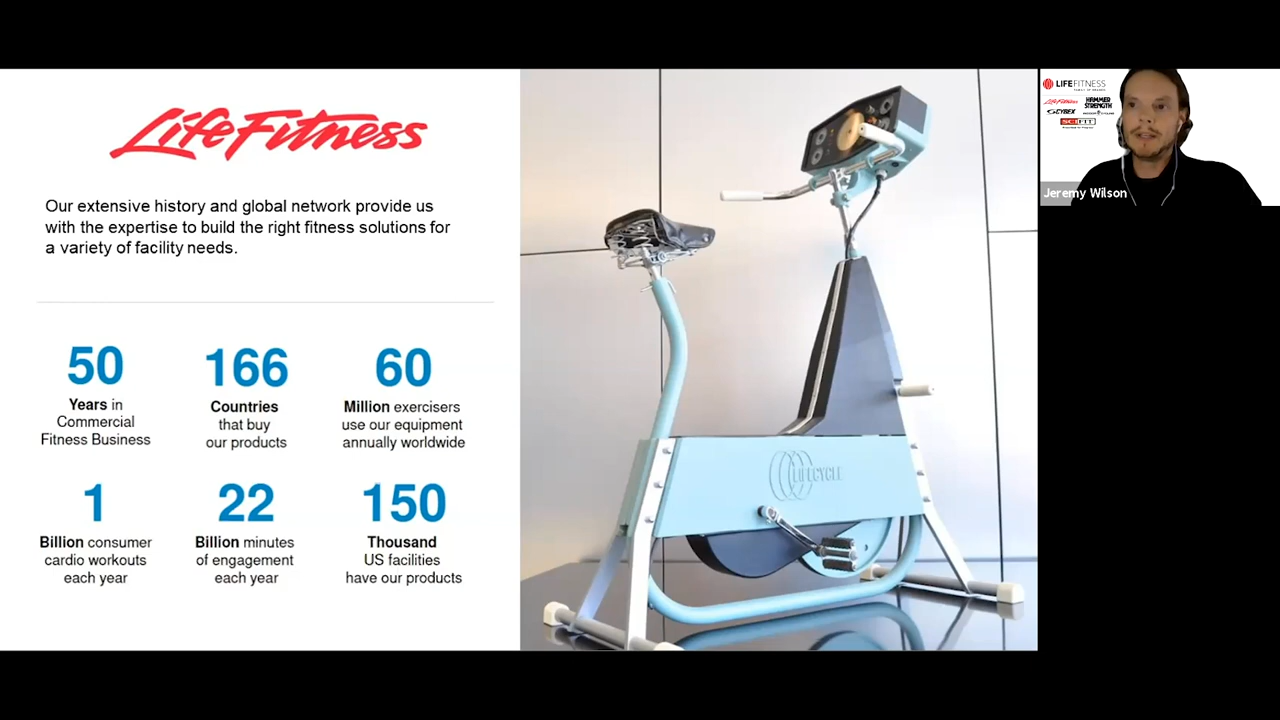 LifeFitness
Our extensive history and global network provide us
with the expertise to build the right fitness solutions for
a variety of facility needs.
50
Years in
Commercial
Fitness Business
166
Countries
that buy
our products
60
Million exercisers
use our equipment
annually worldwide
1
Billion consumer
cardio workouts
each year
22
Billion minutes
of engagement
each year
150
Thousand
US facilities
have our products
LIFECYCLE
LIFEFITNESS
LifeFitness
HAMMER
STRENGTH
CYBEX
SCIFIT
Jeremy Wilson